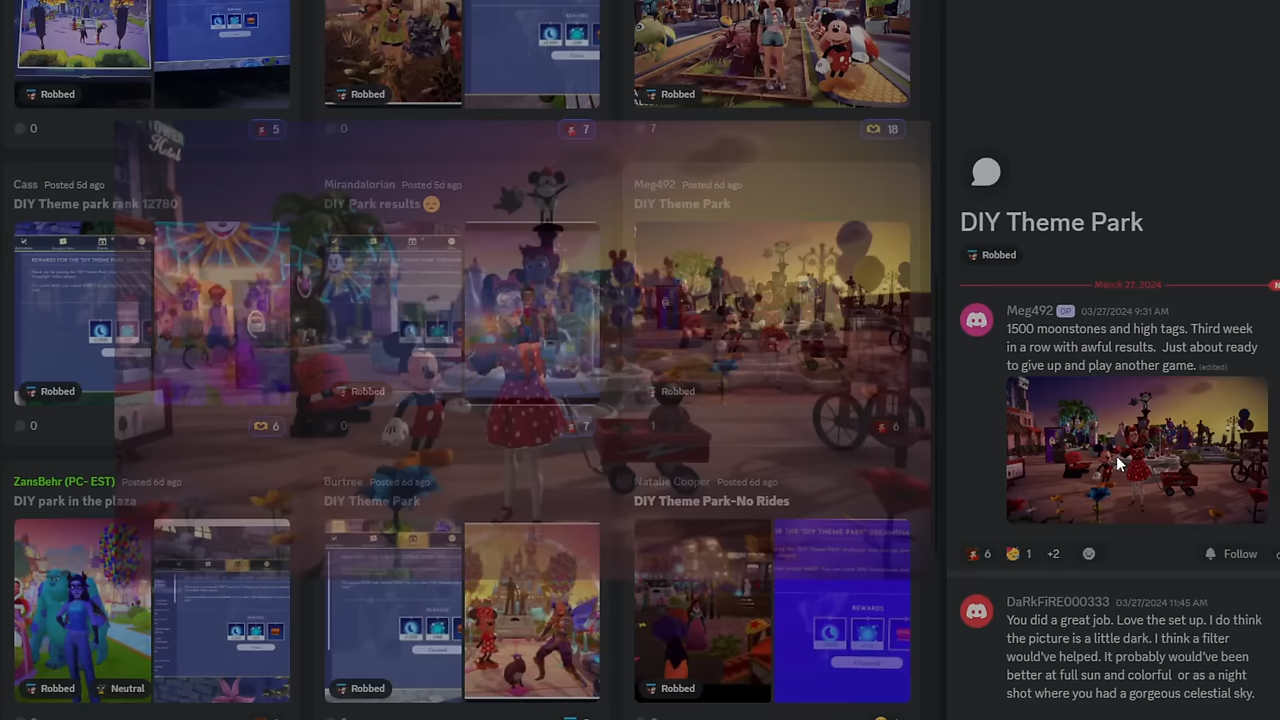 Robbed
Robbed
Robbed
0
5
0
7
7
18
Hotel
Cass Posted 5d ago
DIY Theme park rank 12780
Mirandalorian Posted 5d ago
DIY Park results
Meg492 Posted 6d ago
DIY Theme Park
Robbed
Robbed
Robbed
0
6
0
7
1
6
ZansBehr (PC- EST) Posted 6d ago
DIY park in the plaza
Burtree Posted 6d ago
DIY Theme Park
Natalie Cooper Posted 6d ago
DIY Theme Park-No Rides
REWARDS
Robbed
Neutral
Robbed
Robbed
DIY Theme Park
Robbed
March 27, 2024
Meg492 OP 03/27/2024 9:31 AM
1500 moonstones and high tags. Third week
in a row with awful results. Just about ready
to give up and play another game. (edited)
6 1 +2
Follow
DaRkFiRE000333 03/27/2024 11:45 AM
You did a great job. Love the set up. I do think
the picture is a little dark. I think a filter
would've helped. It probably would've been
better at full sun and colorful or as a night
shot where you had a gorgeous celestial sky.